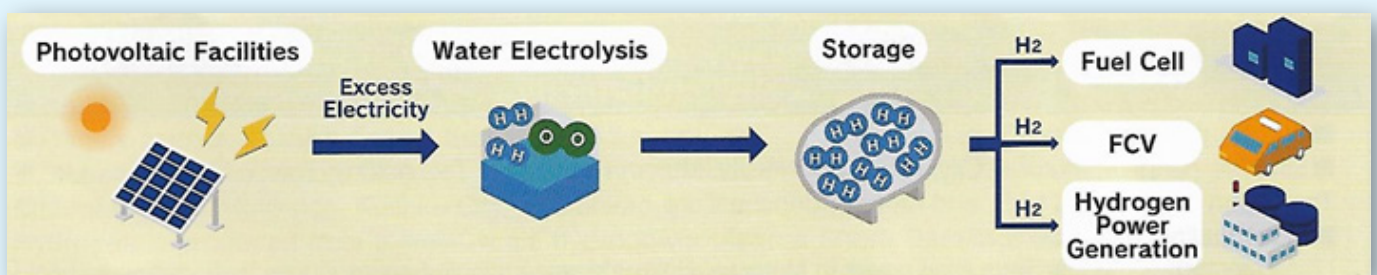 Photovoltaic Facilities
Excess
Electricity
Water Electrolysis
H H
H H
O O
Storage
H H
H H
H H
H H
H H
H H
H H
H H
H2
Fuel Cell
H2
FCV
H2
Hydrogen
Power
Generation